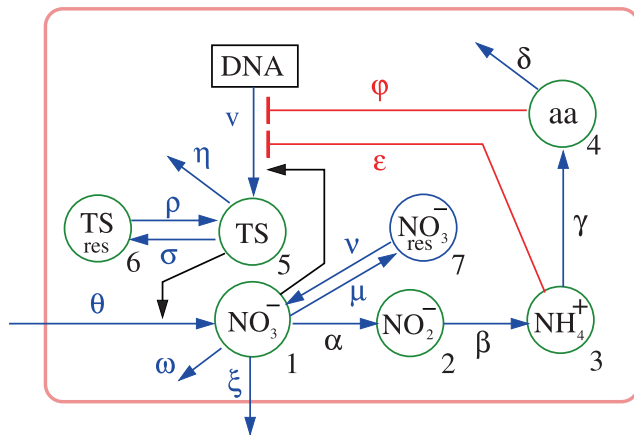 δ
DNA
φ
aa
4
ν
ε
η
ρ
TS
res
6
σ
TS
5
ν
NO₃⁻
res
7
γ
μ
θ
NO₃⁻
1
α
NO₂⁻
2
β
NH₄⁺
3
ω
ξ